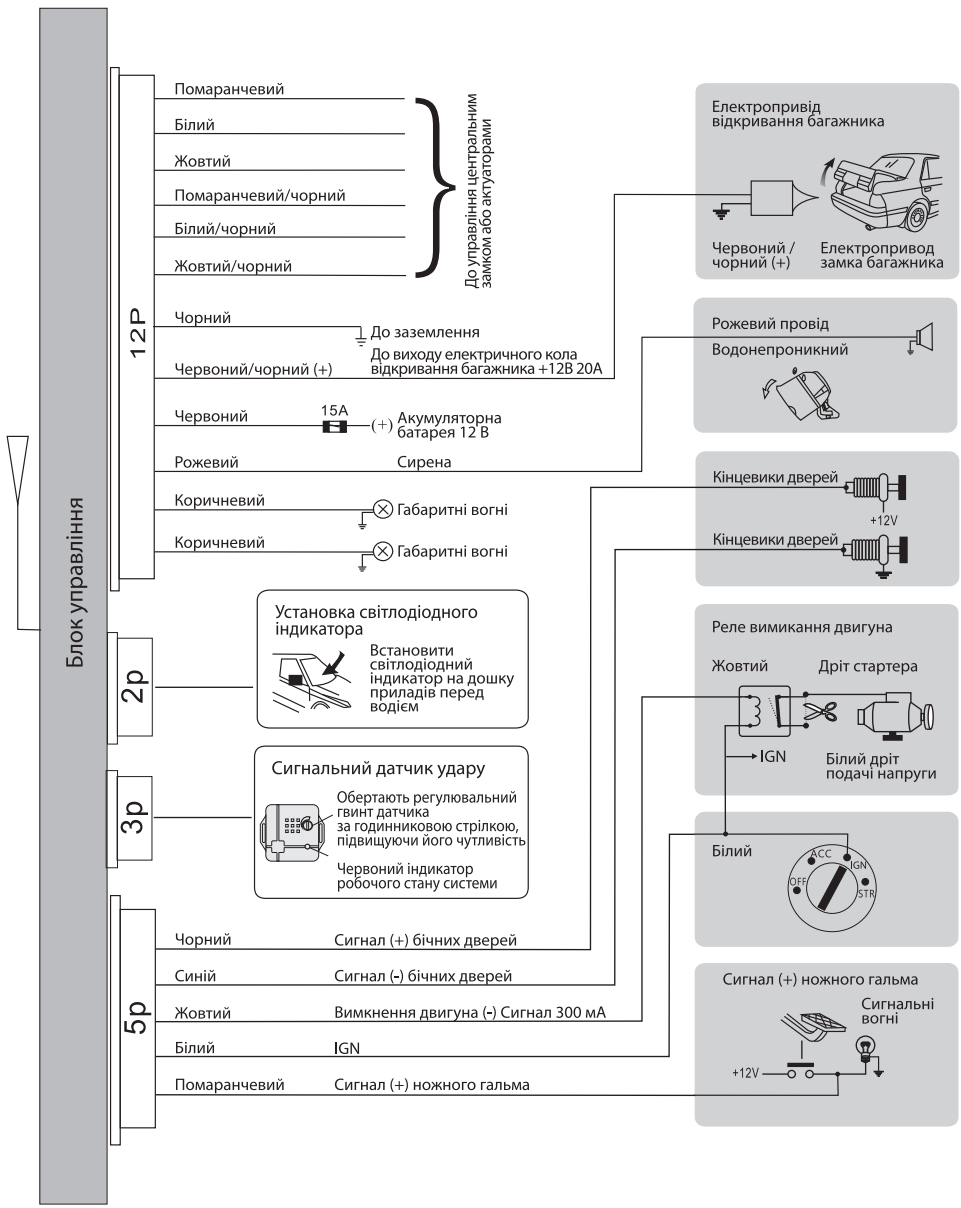 Блок управління
12P
Помаранчевий
Білий
Жовтий
Помаранчевий/чорний
Білий/чорний
Жовтий/чорний
До управління центральним
замком або актуаторами
Чорний
До заземлення
Червоний/чорний (+)
До виходу електричного кола
відкривання багажника +12В 20А
Червоний
15A
(+)
Акумуляторна
батарея 12 В
Рожевий
Сирена
Коричневий
Габаритні вогні
Коричневий
Габаритні вогні
2p
Установка світлодіодного
індикатора
Встановити
світлодіодний
індикатор на дошку
приладів перед
водієм
3p
Сигнальний датчик удару
Обертають регулювальний
гвинт датчика
за годинниковою стрілкою,
підвищуючи його чутливість
Червоний індикатор
робочого стану системи
5p
Чорний
Сигнал (+) бічних дверей
Синій
Сигнал (-) бічних дверей
Жовтий
Вимкнення двигуна (-) Сигнал 300 мА
Білий
IGN
Помаранчевий
Сигнал (+) ножного гальма
Електропривід
відкривання багажника
Червоний /
чорний (+)
Електропривод
замка багажника
Рожевий провід
Водонепроникний
Кінцевики дверей
+12V
Кінцевики дверей
Реле вимикання двигуна
Жовтий
Дріт стартера
IGN
Білий дріт
подачі напруги
Білий
OFF
ACC
IGN
STR
Сигнал (+) ножного гальма
Сигнальні
вогні
+12V